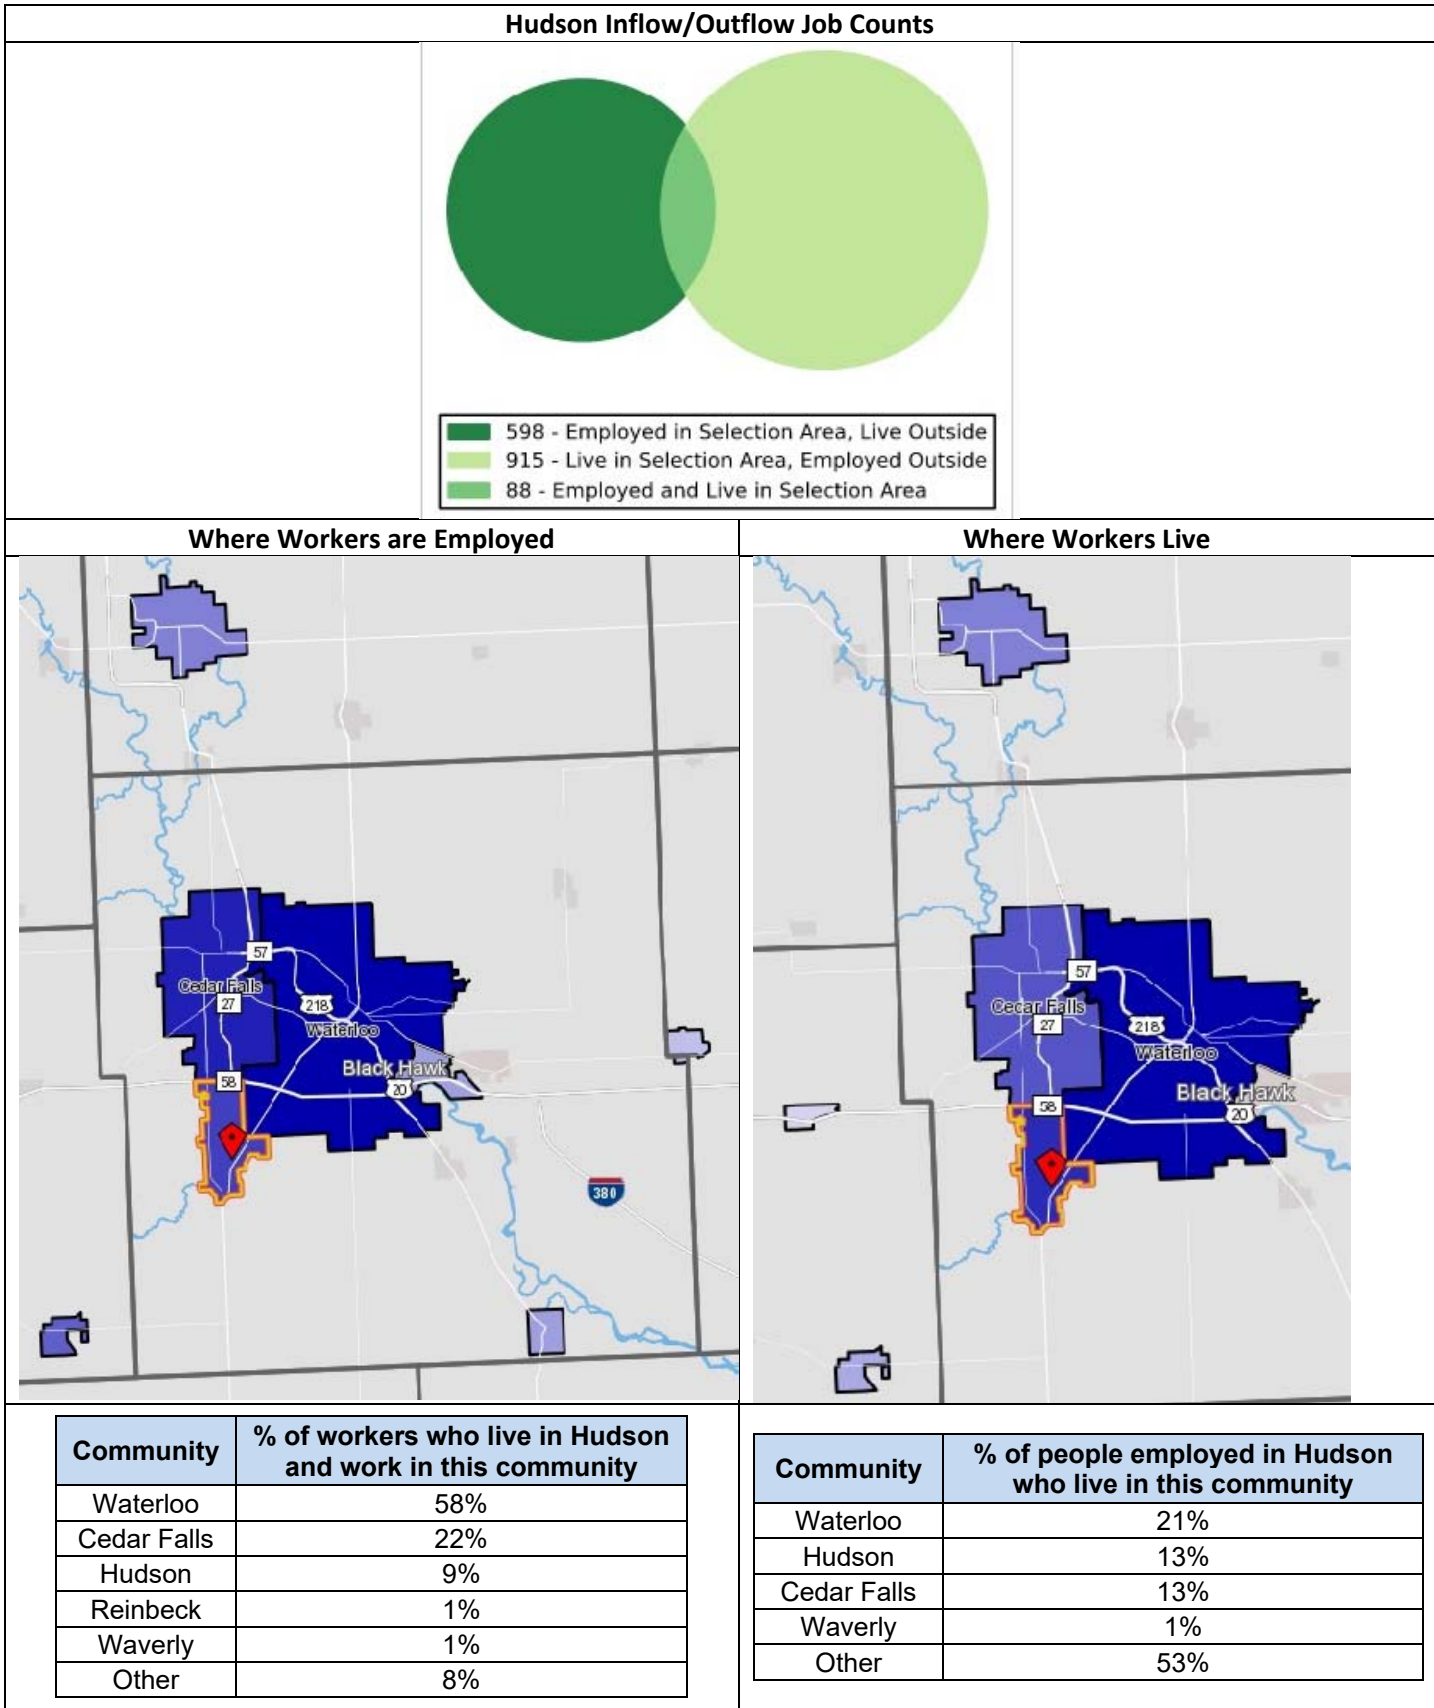 Hudson Inflow/Outflow Job Counts
598 - Employed in Selection Area, Live Outside
915 - Live in Selection Area, Employed Outside
88 - Employed and Live in Selection Area
Where Workers are Employed
57
Cedar Falls
27
218
Waterloo
Black Hawk
58
20
380
Where Workers Live
57
Cedar Falls
27
218
Waterloo
Black Hawk
58
20
Community % of workers who live in Hudson
and work in this community
Waterloo 58%
Cedar Falls 22%
Hudson 9%
Reinbeck 1%
Waverly 1%
Other 8%
Community % of people employed in Hudson
who live in this community
Waterloo 21%
Hudson 13%
Cedar Falls 13%
Waverly 1%
Other 53%